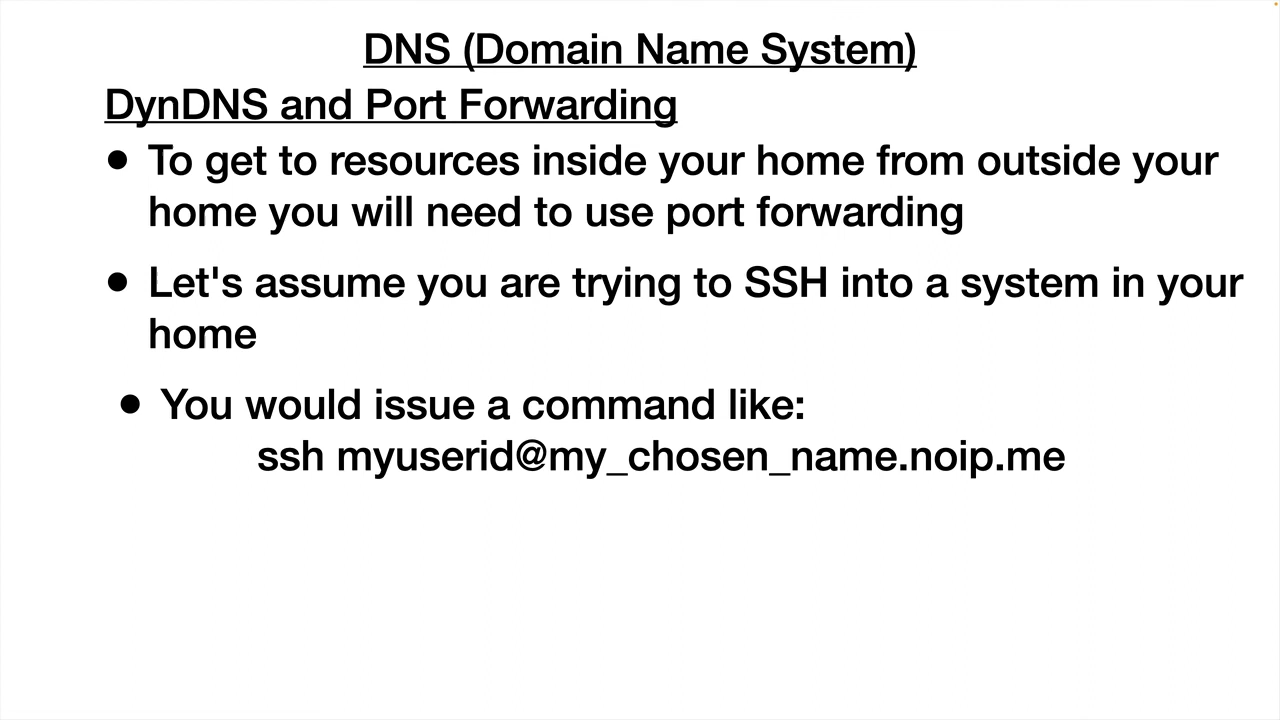 DNS (Domain Name System)
DynDNS and Port Forwarding
• To get to resources inside your home from outside your
home you will need to use port forwarding
• Let's assume you are trying to SSH into a system in your
home
• You would issue a command like:
ssh myuserid@my_chosen_name.noip.me